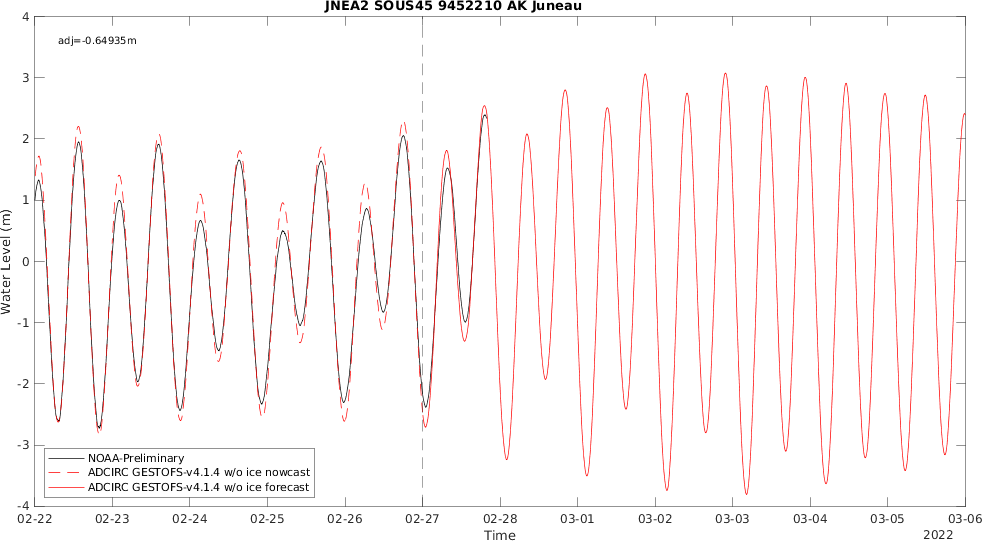 JNEA2 SOUS45 9452210 AK Juneau
adj=-0.64935m
4
3
2
1
0
-1
-2
-3
-4
Water Level (m)
NOAA-Preliminary
ADCIRC GESTOFS-v4.1.4 w/o ice nowcast
ADCIRC GESTOFS-v4.1.4 w/o ice forecast
02-22 02-23 02-24 02-25 02-26 02-27 02-28 03-01 03-02 03-03 03-04 03-05 03-06
Time
2022